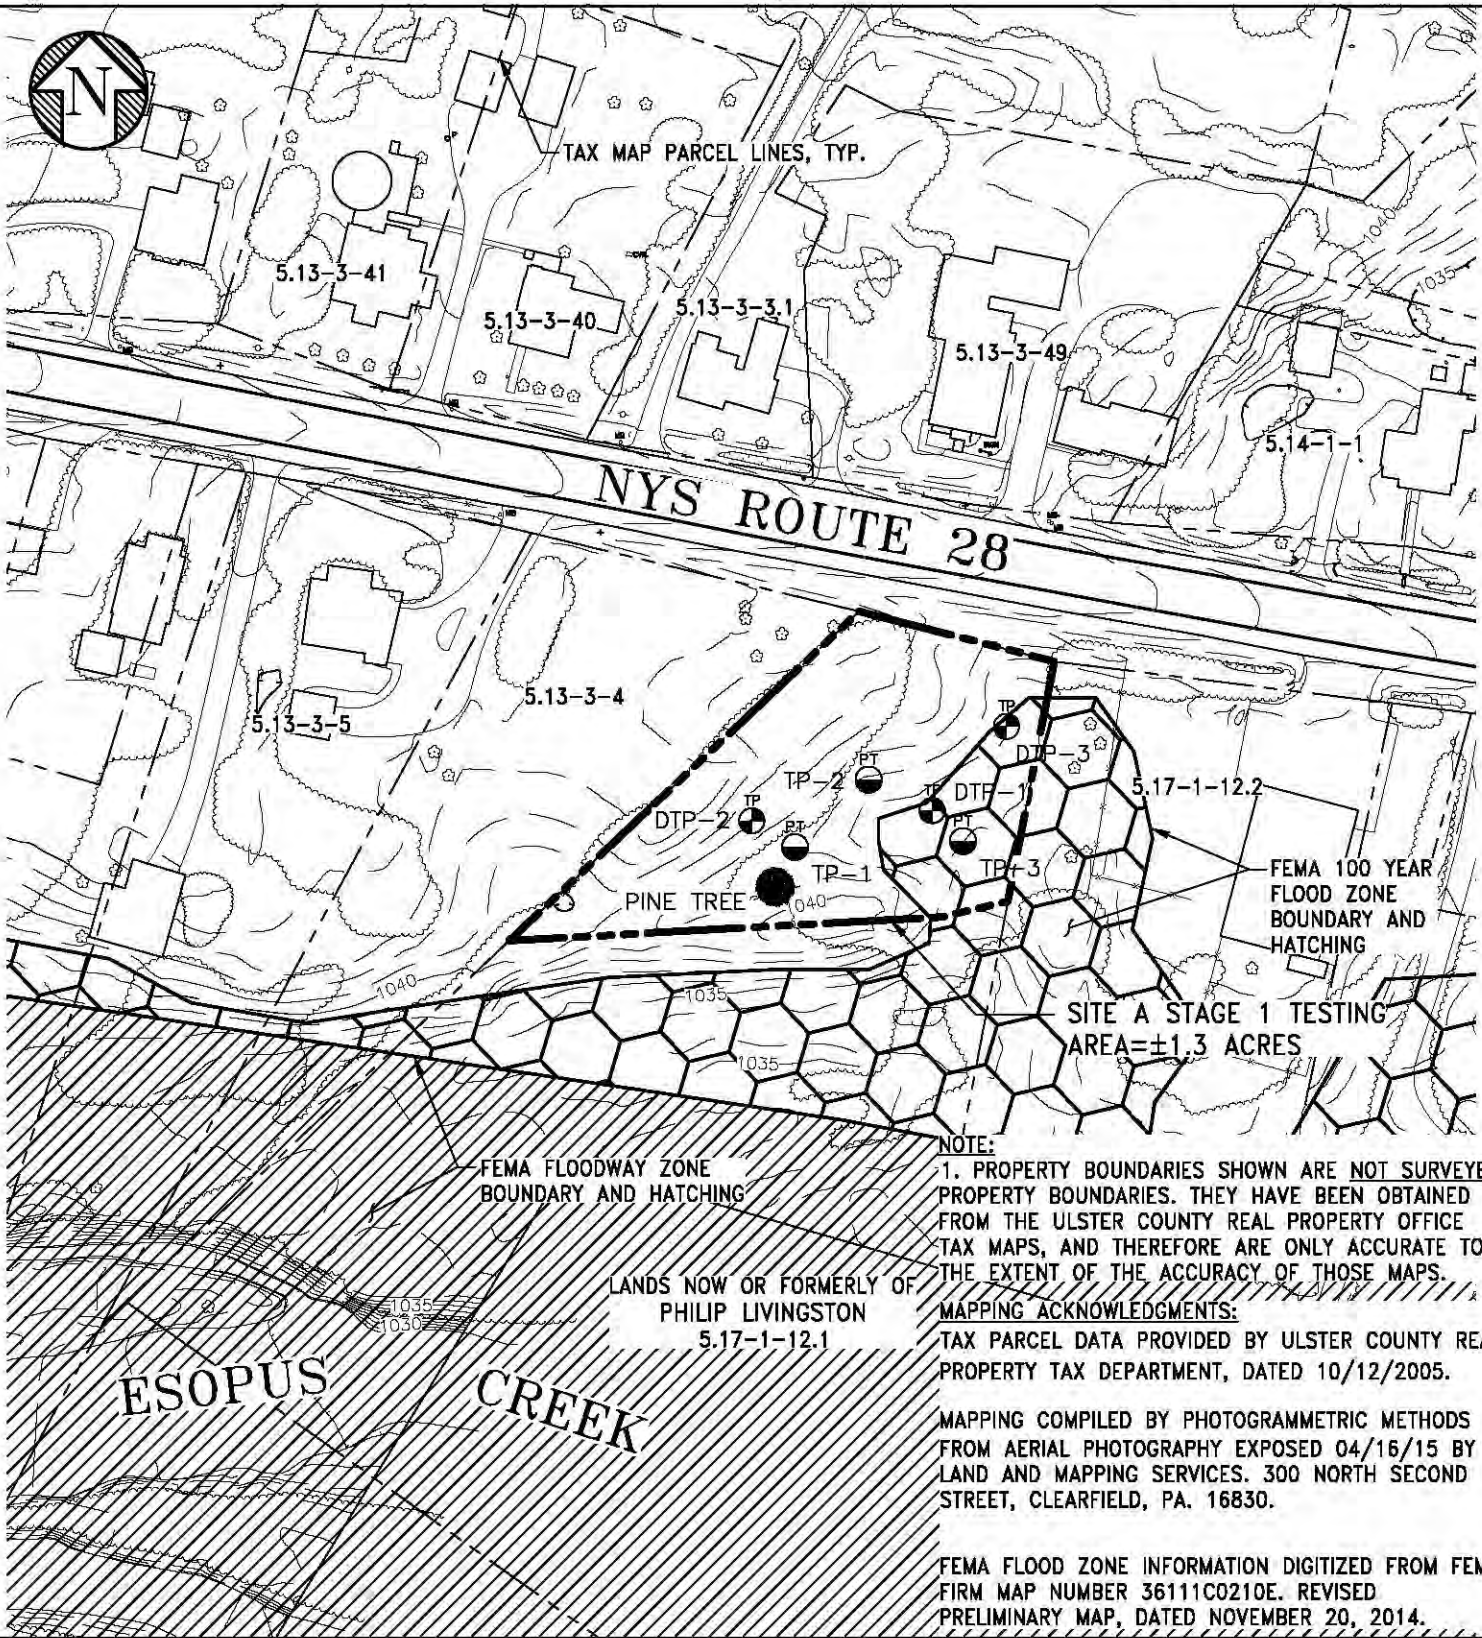 N
TAX MAP PARCEL LINES, TYP.
1040
1035
5.13-3-41
5.13-3-40
5.13-3-3.1
5.13-3-49
5.14-1-1
NYS ROUTE 28
5.13-3-4
5.13-3-5
TP
DTP-3
PT
TP-2
5.17-1-12.2
TP
DTP-1
TP
DTP-2
PT
TP-3
PT
TP-1
PINE TREE
1040
FEMA 100 YEAR
FLOOD ZONE
BOUNDARY AND
HATCHING
1040
1035
SITE A STAGE 1 TESTING
AREA=±1.3 ACRES
1035
FEMA FLOODWAY ZONE
BOUNDARY AND HATCHING
NOTE:
1. PROPERTY BOUNDARIES SHOWN ARE NOT SURVEYE
PROPERTY BOUNDARIES. THEY HAVE BEEN OBTAINED
FROM THE ULSTER COUNTY REAL PROPERTY OFFICE
TAX MAPS, AND THEREFORE ARE ONLY ACCURATE TO
THE EXTENT OF THE ACCURACY OF THOSE MAPS.
LANDS NOW OR FORMERLY OF
PHILIP LIVINGSTON
5.17-1-12.1
1035
1030
ESOPUS CREEK
MAPPING ACKNOWLEDGMENTS:
TAX PARCEL DATA PROVIDED BY ULSTER COUNTY REA
PROPERTY TAX DEPARTMENT, DATED 10/12/2005.
MAPPING COMPILED BY PHOTOGRAMMETRIC METHODS
FROM AERIAL PHOTOGRAPHY EXPOSED 04/16/15 BY
LAND AND MAPPING SERVICES. 300 NORTH SECOND
STREET, CLEARFIELD, PA. 16830.
FEMA FLOOD ZONE INFORMATION DIGITIZED FROM FEM
FIRM MAP NUMBER 36111C0210E. REVISED
PRELIMINARY MAP, DATED NOVEMBER 20, 2014.